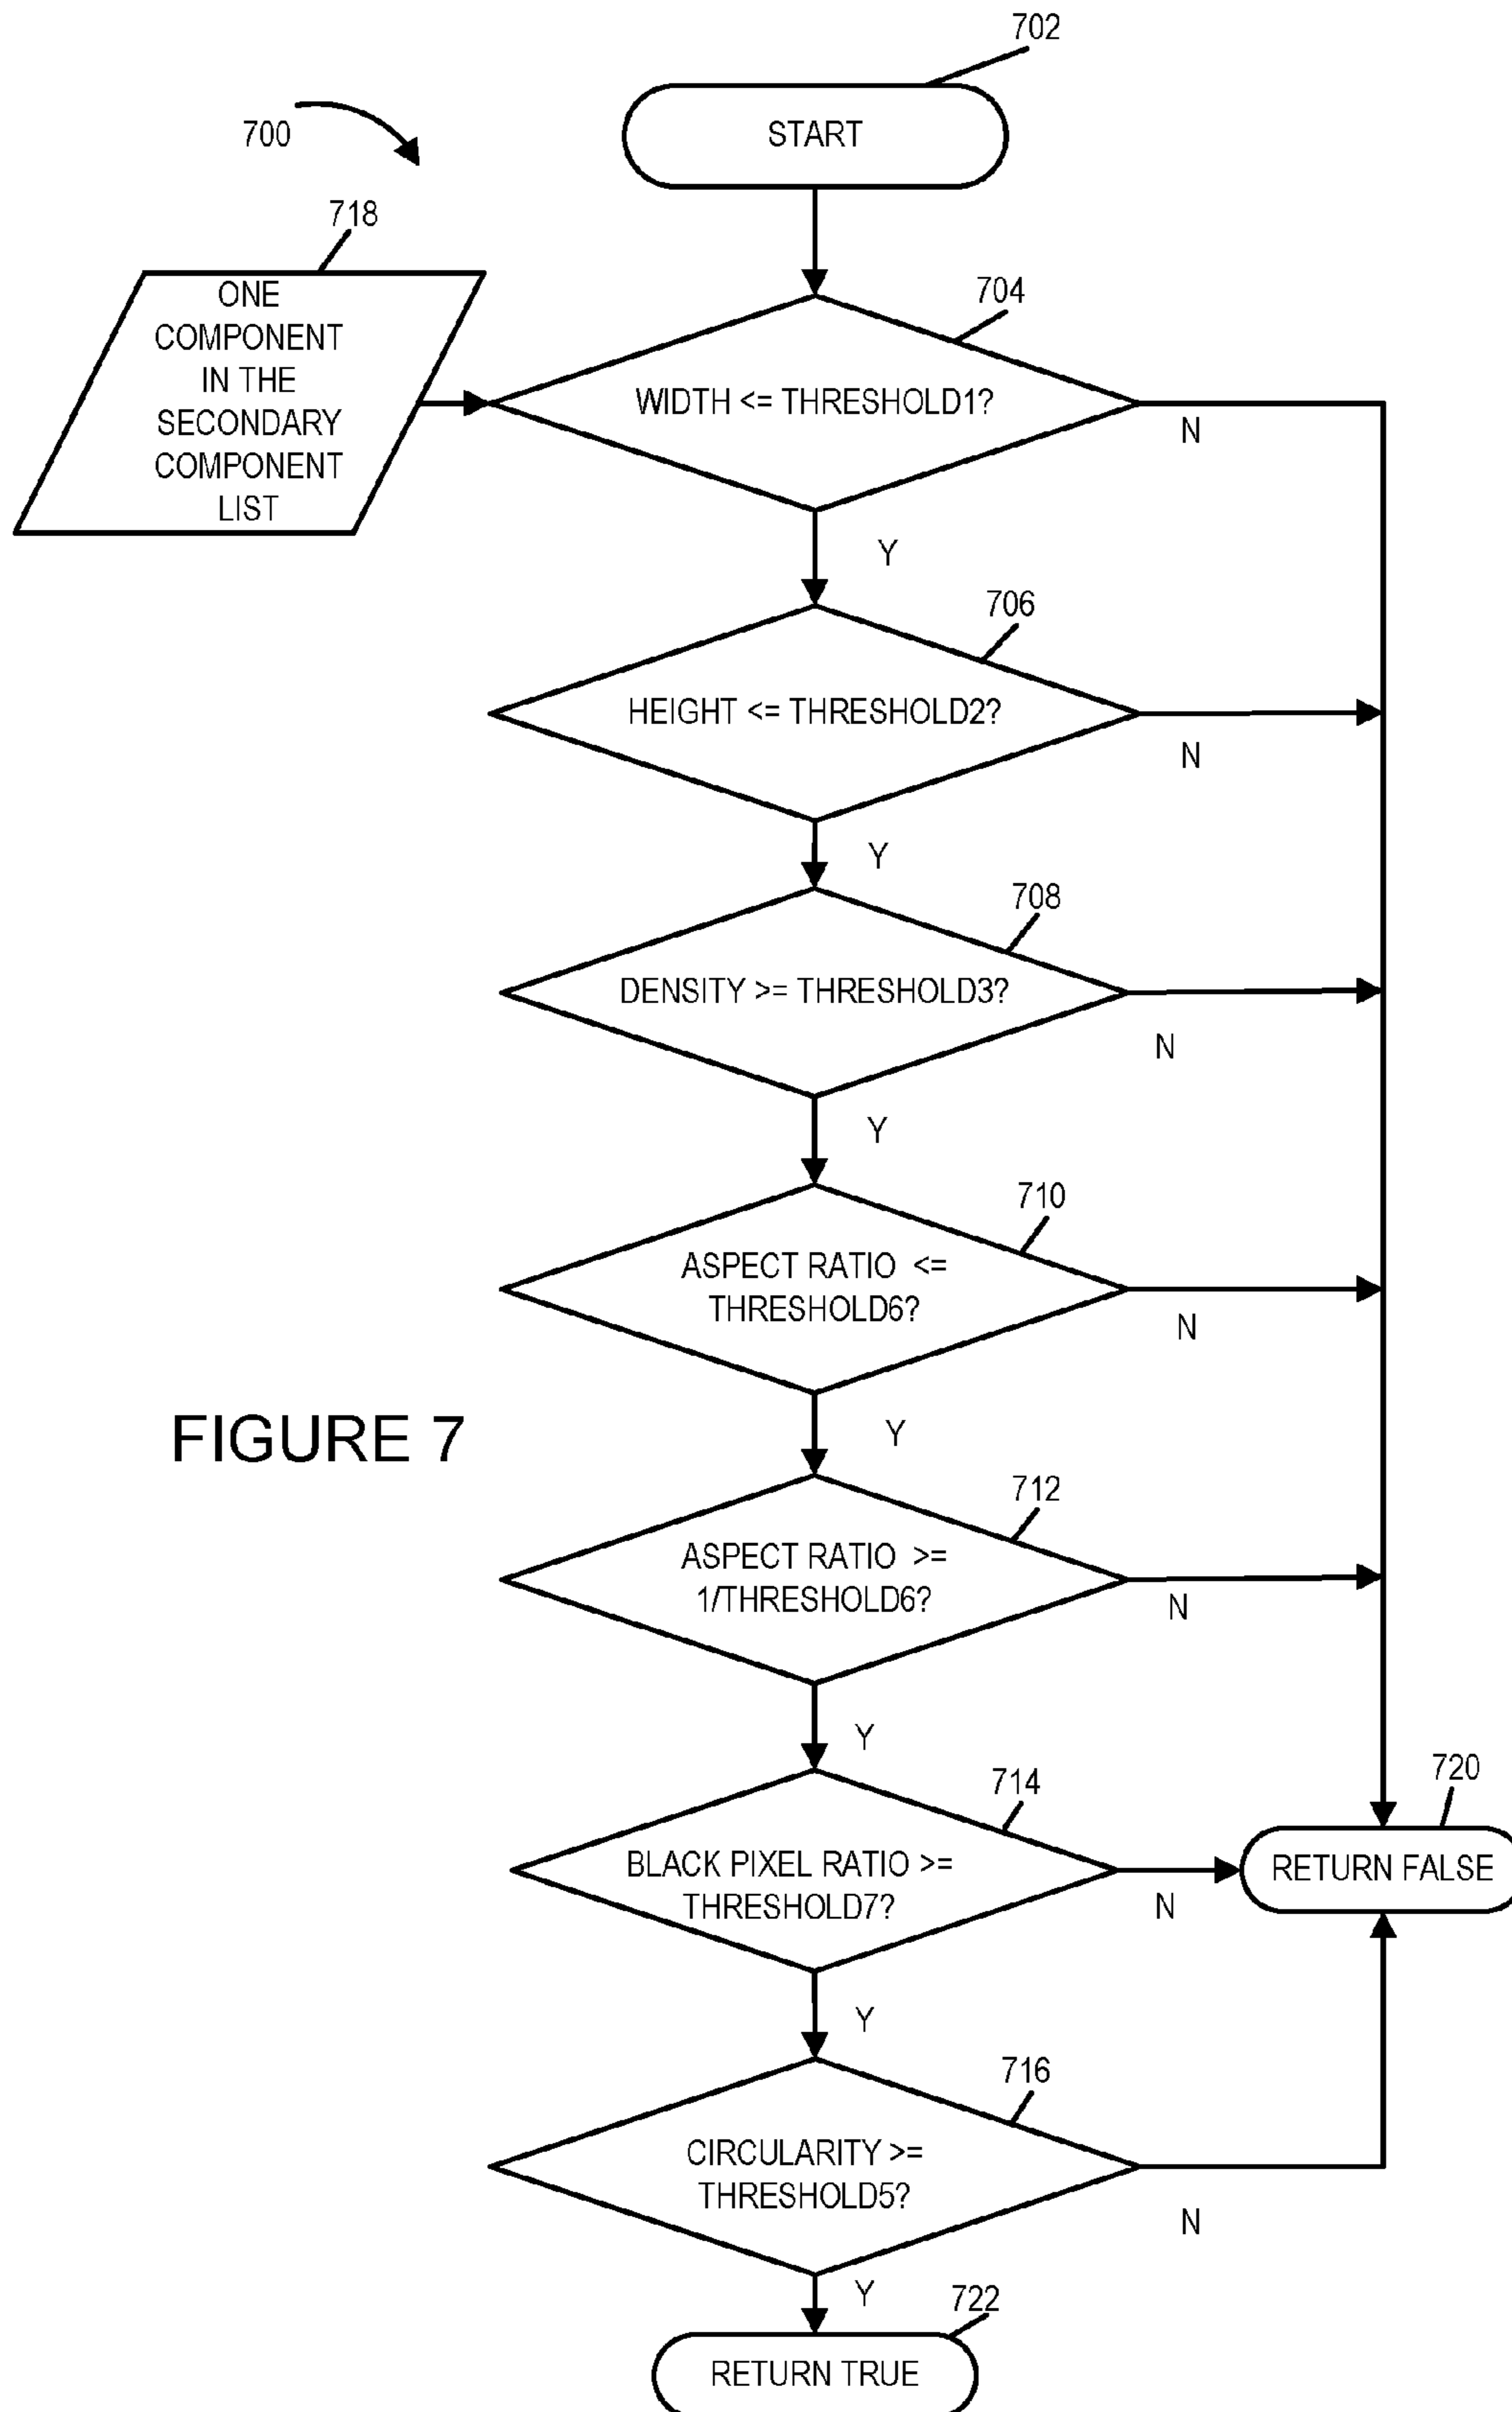 702
START
700
718
ONE
COMPONENT
IN THE
SECONDARY
COMPONENT
LIST
704
WIDTH <= THRESHOLD1?
N
Y
706
HEIGHT <= THRESHOLD2?
N
Y
708
DENSITY >= THRESHOLD3?
N
Y
710
ASPECT RATIO <=
THRESHOLD6?
N
Y
FIGURE 7
712
ASPECT RATIO >=
1/THRESHOLD6?
N
Y
714
BLACK PIXEL RATIO >=
THRESHOLD7?
N
720
RETURN FALSE
Y
716
CIRCULARITY >=
THRESHOLD5?
N
Y
722
RETURN TRUE